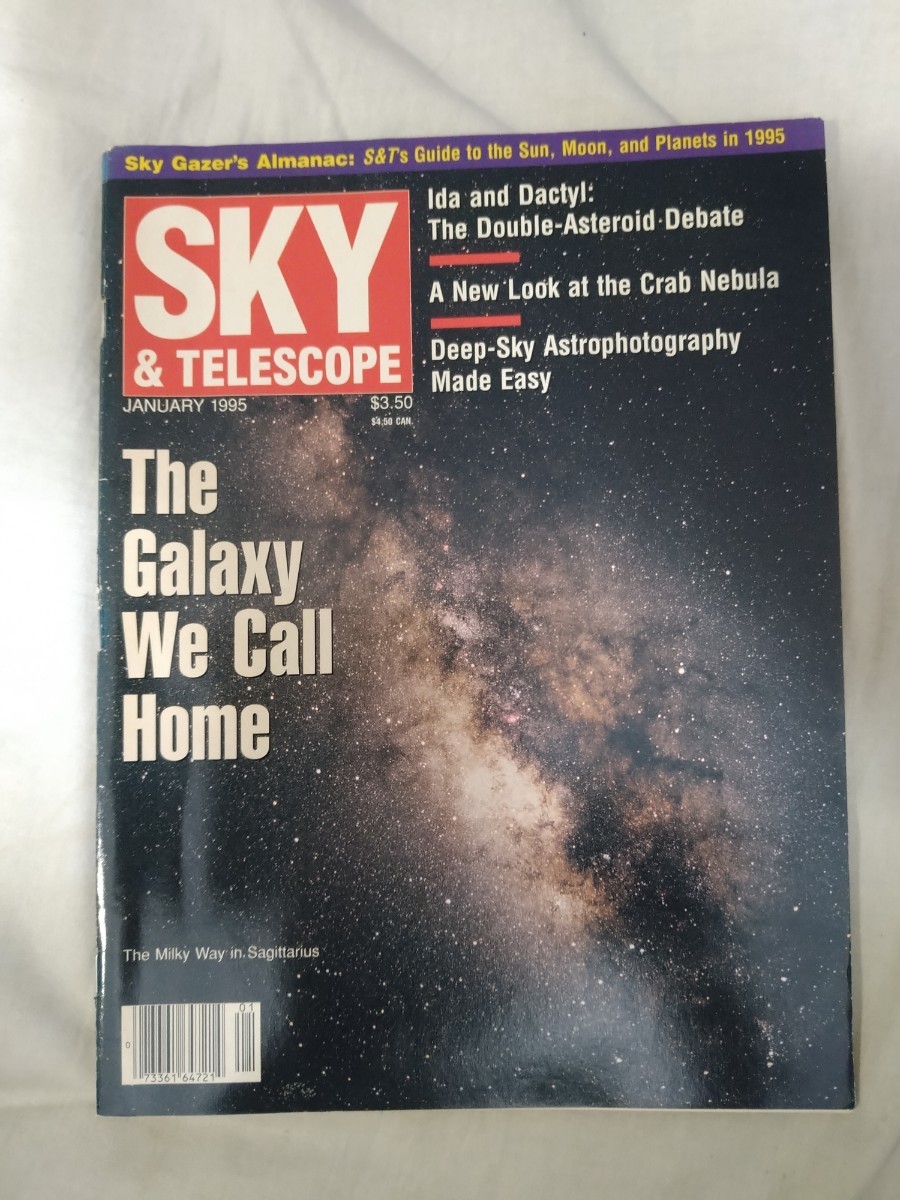 Sky Gazer's Almanac: S&T's Guide to the Sun, Moon, and Planets in 1995
SKY
& TELESCOPE
JANUARY 1995
$3.50
$4.50 CAN.
Ida and Dactyl:
The Double-Asteroid Debate
A New Look at the Crab Nebula
Deep-Sky Astrophotography
Made Easy
The
Galaxy
We Call
Home
The Milky Way in Sagittarius
01
0
73361 64721